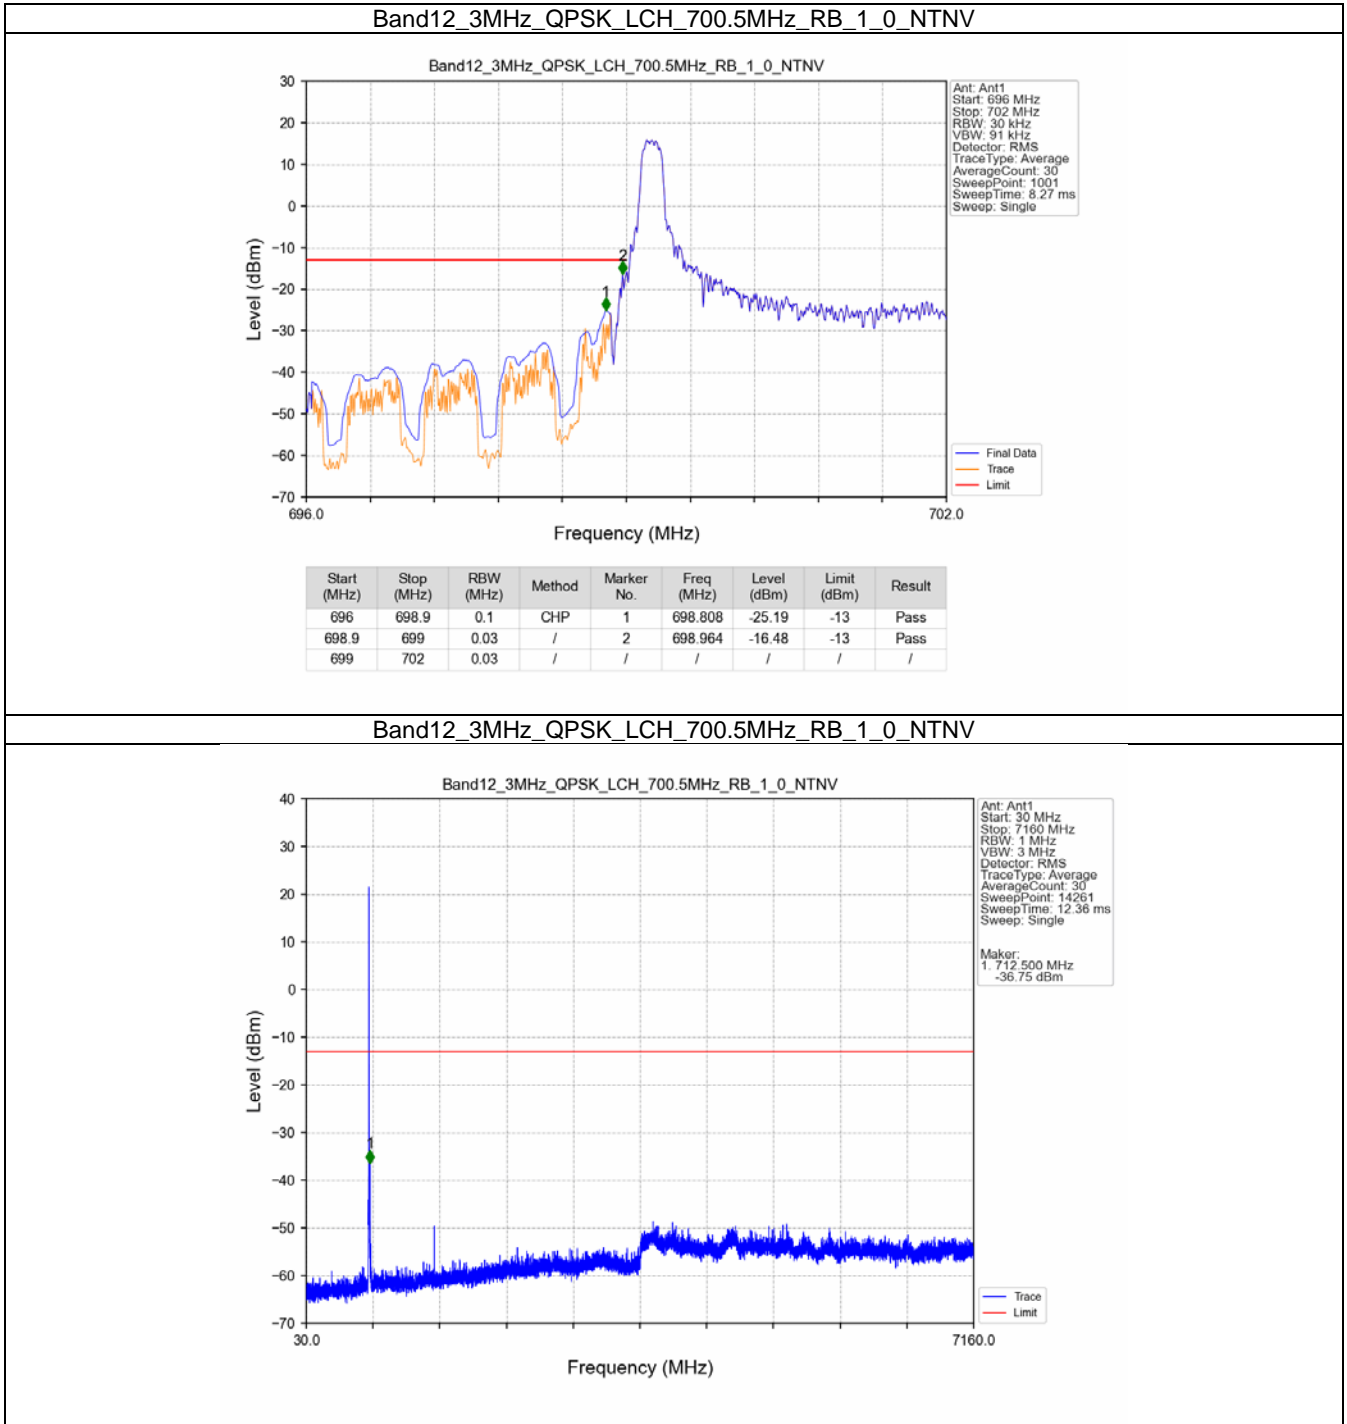 Band12_3MHz_QPSK_LCH_700.5MHz_RB_1_0_NTNV
Band12_3MHz_QPSK_LCH_700.5MHz_RB_1_0_NTNV
30
20
10
0
−10
−20
−30
−40
−50
−60
−70
Level (dBm)
696.0
702.0
Frequency (MHz)
1
2
Ant: Ant1
Start: 696 MHz
Stop: 702 MHz
RBW: 30 kHz
VBW: 91 kHz
Detector: RMS
TraceType: Average
AverageCount: 30
SweepPoint: 1001
SweepTime: 8.27 ms
Sweep: Single
Final Data
Trace
Limit
Start (MHz) Stop (MHz) RBW (MHz) Method Marker No. Freq (MHz) Level (dBm) Limit (dBm) Result
696 698.9 0.1 CHP 1 698.808 -25.19 -13 Pass
698.9 699 0.03 / 2 698.964 -16.48 -13 Pass
699 702 0.03 / / / / / /
Band12_3MHz_QPSK_LCH_700.5MHz_RB_1_0_NTNV
Band12_3MHz_QPSK_LCH_700.5MHz_RB_1_0_NTNV
40
30
20
10
0
−10
−20
−30
−40
−50
−60
−70
Level (dBm)
30.0
7160.0
Frequency (MHz)
1
Ant: Ant1
Start: 30 MHz
Stop: 7160 MHz
RBW: 1 MHz
VBW: 3 MHz
Detector: RMS
TraceType: Average
AverageCount: 30
SweepPoint: 14261
SweepTime: 12.36 ms
Sweep: Single
Maker:
1. 712.500 MHz
-36.75 dBm
Trace
Limit